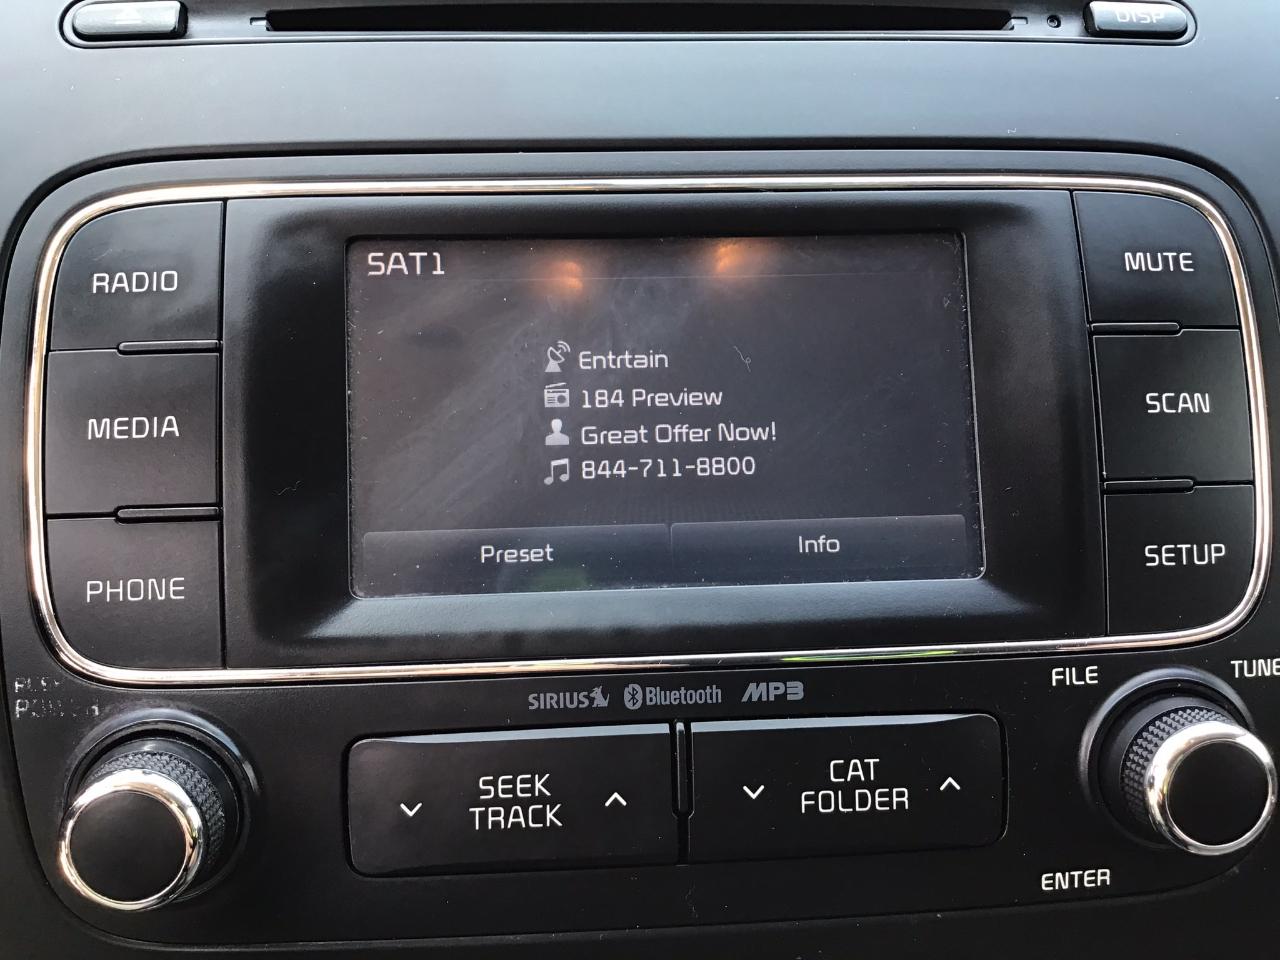 DISP
RADIO
MEDIA
PHONE
SAT1
Entrtain
184 Preview
Great Offer Now!
844-711-8800
Preset
Info
MUTE
SCAN
SETUP
SIRIUS Bluetooth MP3
SEEK
TRACK
CAT
FOLDER
FILE
TUNE
ENTER